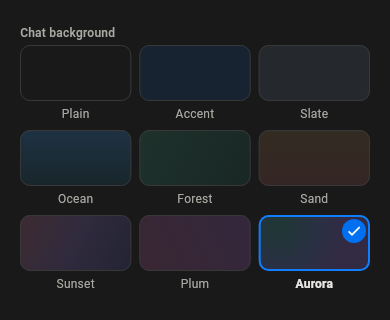 Chat background
Plain Accent Slate
Ocean Forest Sand
Sunset Plum Aurora